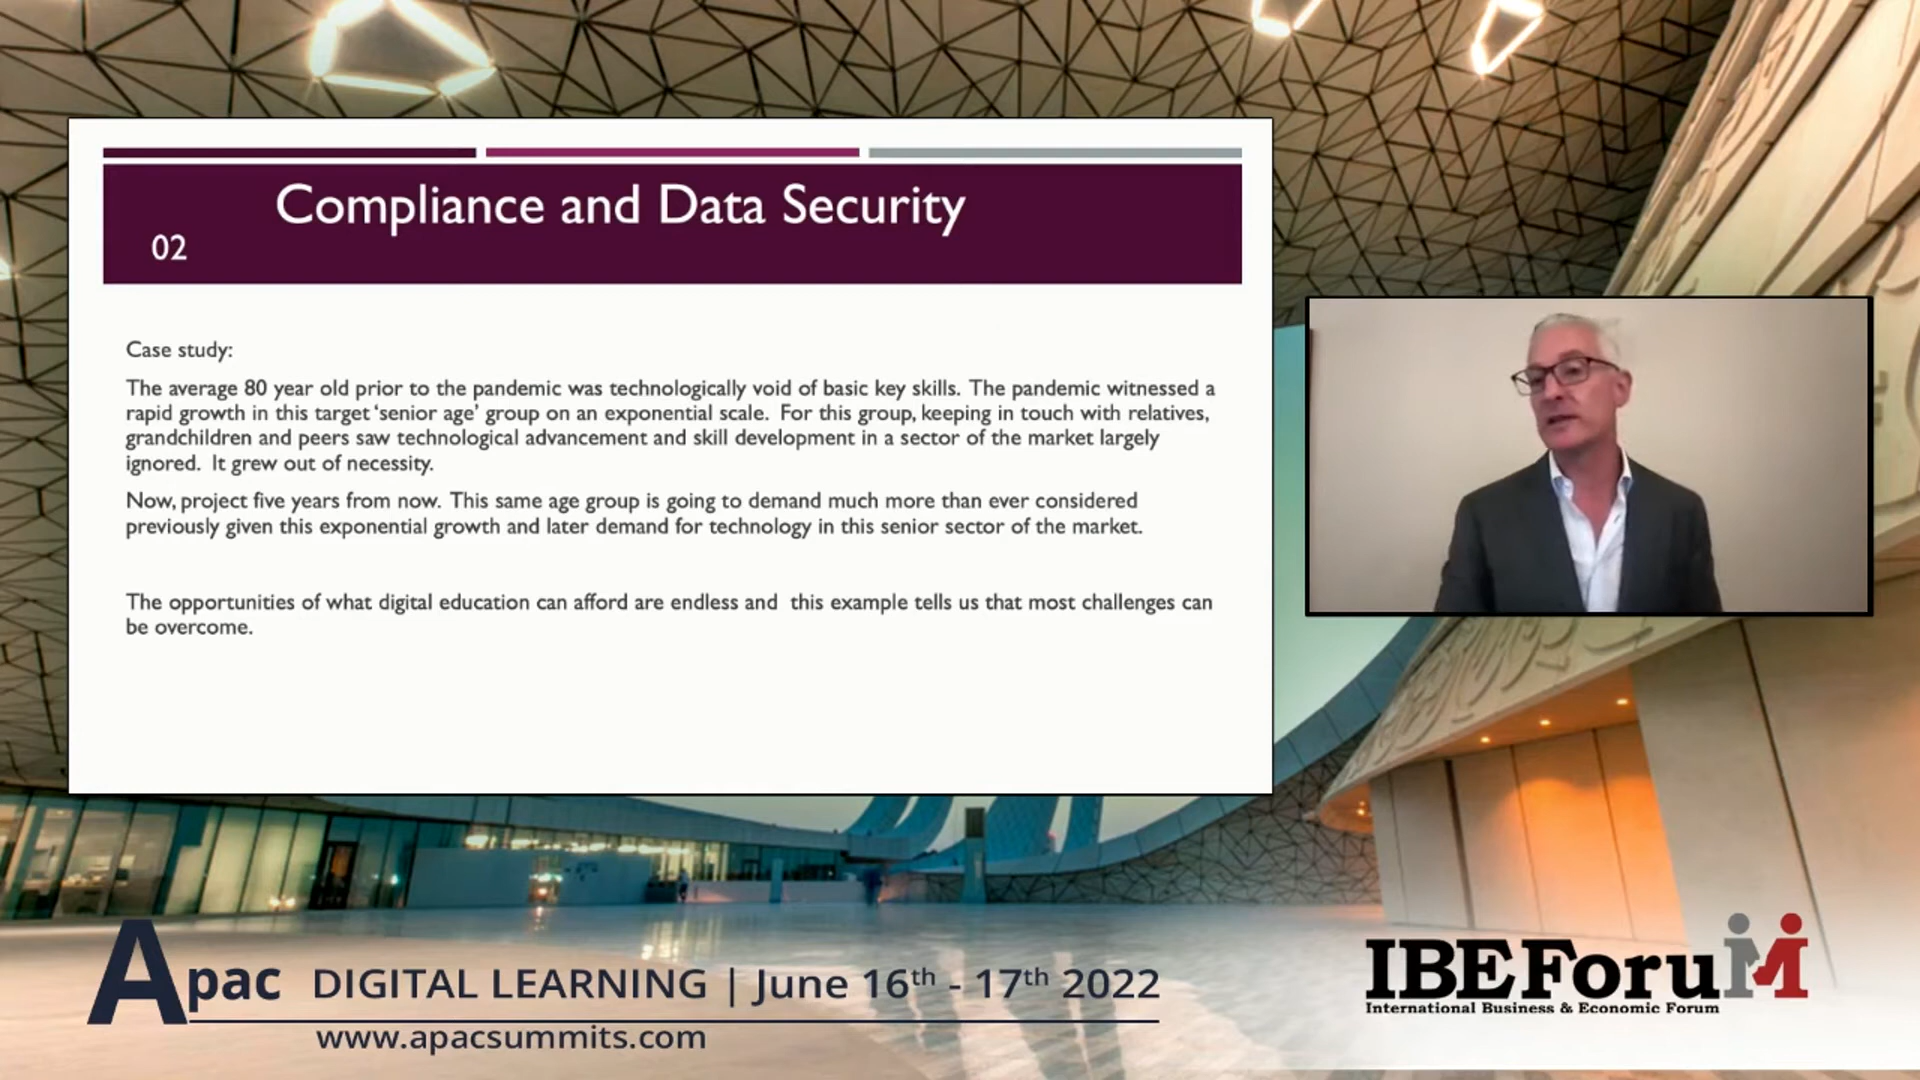 Compliance and Data Security
02
Case study:
The average 80 year old prior to the pandemic was technologically void of basic key skills. The pandemic witnessed a
rapid growth in this target 'senior age' group on an exponential scale. For this group, keeping in touch with relatives,
grandchildren and peers saw technological advancement and skill development in a sector of the market largely
ignored. It grew out of necessity.
Now, project five years from now. This same age group is going to demand much more than ever considered
previously given this exponential growth and later demand for technology in this senior sector of the market.
The opportunities of what digital education can afford are endless and this example tells us that most challenges can
be overcome.
Apac DIGITAL LEARNING | June 16th - 17th 2022
www.apacsummits.com
IBEForuM
International Business & Economic Forum